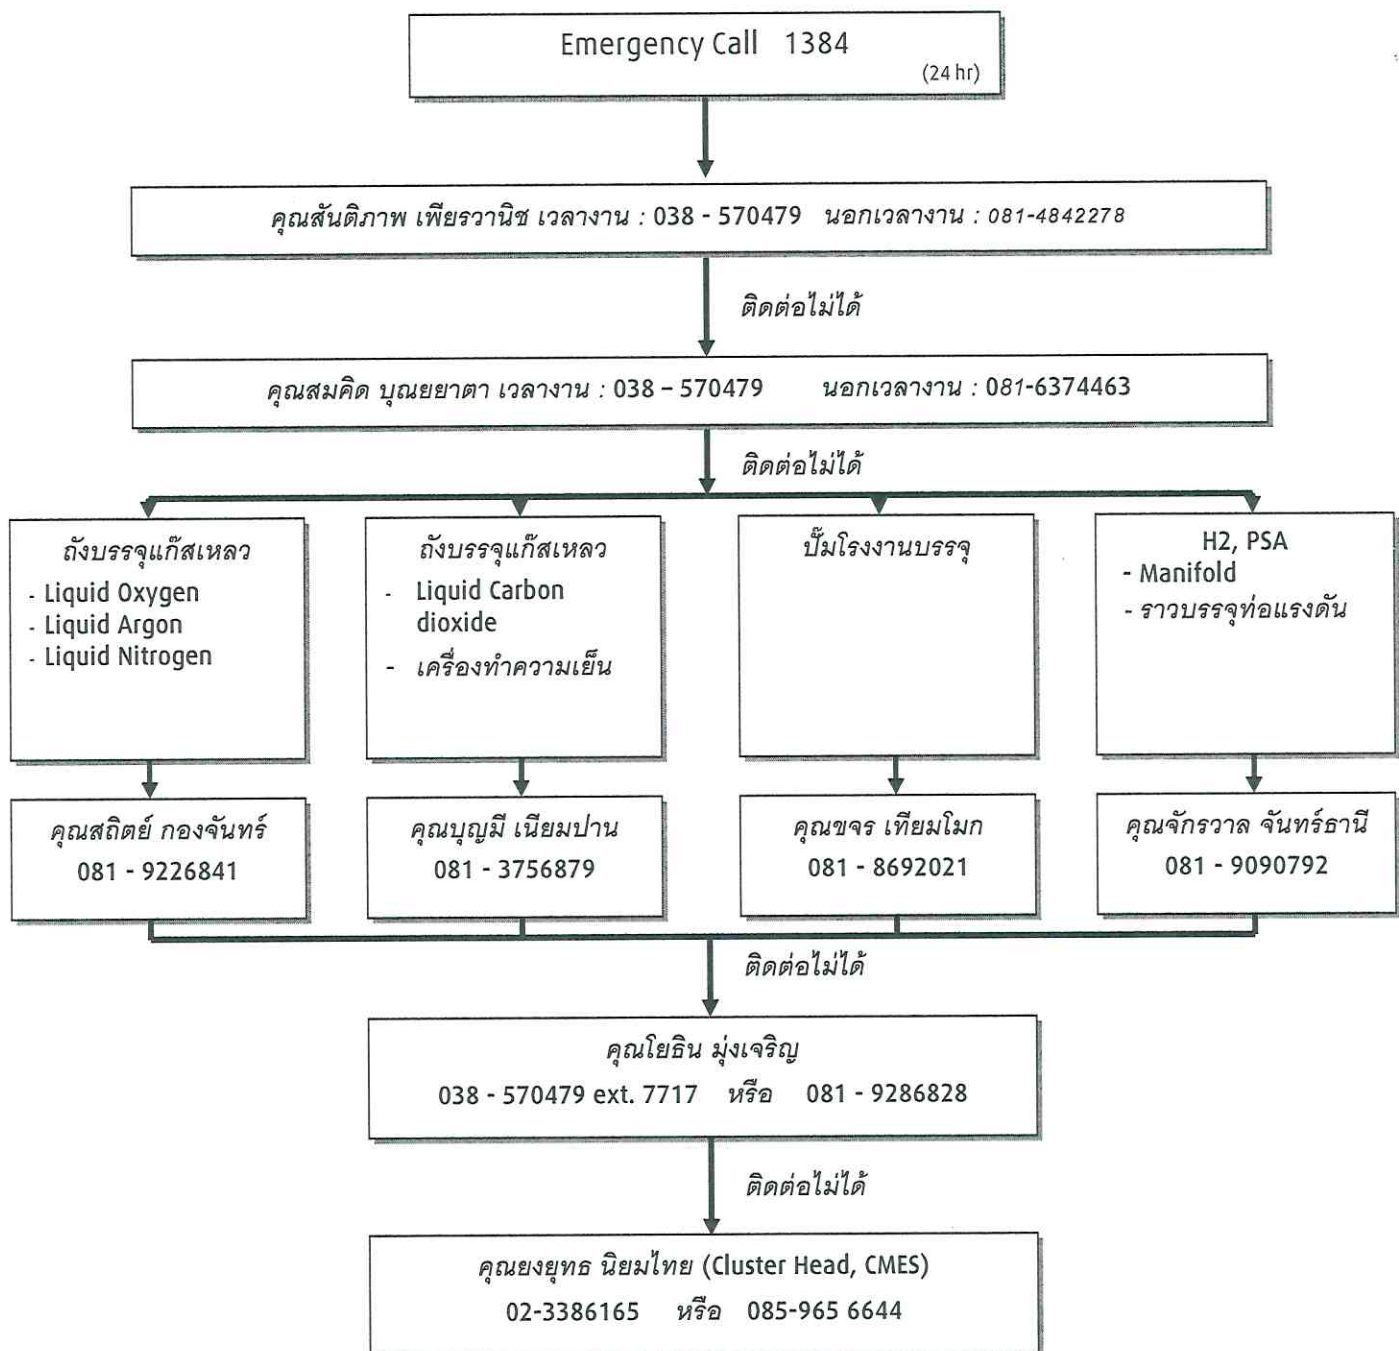 Emergency Call 1384
(24 hr)
คุณสันติภาพ เพียรวานิช เวลางาน : 038 - 570479 นอกเวลางาน : 081-4842278
ติดต่อไม่ได้
คุณสมคิด บุณยยาตา เวลางาน : 038 – 570479 นอกเวลางาน : 081-6374463
ติดต่อไม่ได้
ถังบรรจุแก๊สเหลว
- Liquid Oxygen
- Liquid Argon
- Liquid Nitrogen
ถังบรรจุแก๊สเหลว
- Liquid Carbon
dioxide
- เครื่องทำความเย็น
ปั๊มโรงงานบรรจุ
H2, PSA
- Manifold
- ราวบรรจุท่อแรงดัน
คุณสถิตย์ กองจันทร์
081 - 9226841
คุณบุญมี เนียมปาน
081 - 3756879
คุณขจร เทียมโมก
081 - 8692021
คุณจักรวาล จันทร์ธานี
081 - 9090792
ติดต่อไม่ได้
คุณโยธิน มุ่งเจริญ
038 - 570479 ext. 7717 หรือ 081 - 9286828
ติดต่อไม่ได้
คุณยงยุทธ นิยมไทย (Cluster Head, CMES)
02-3386165 หรือ 085-965 6644